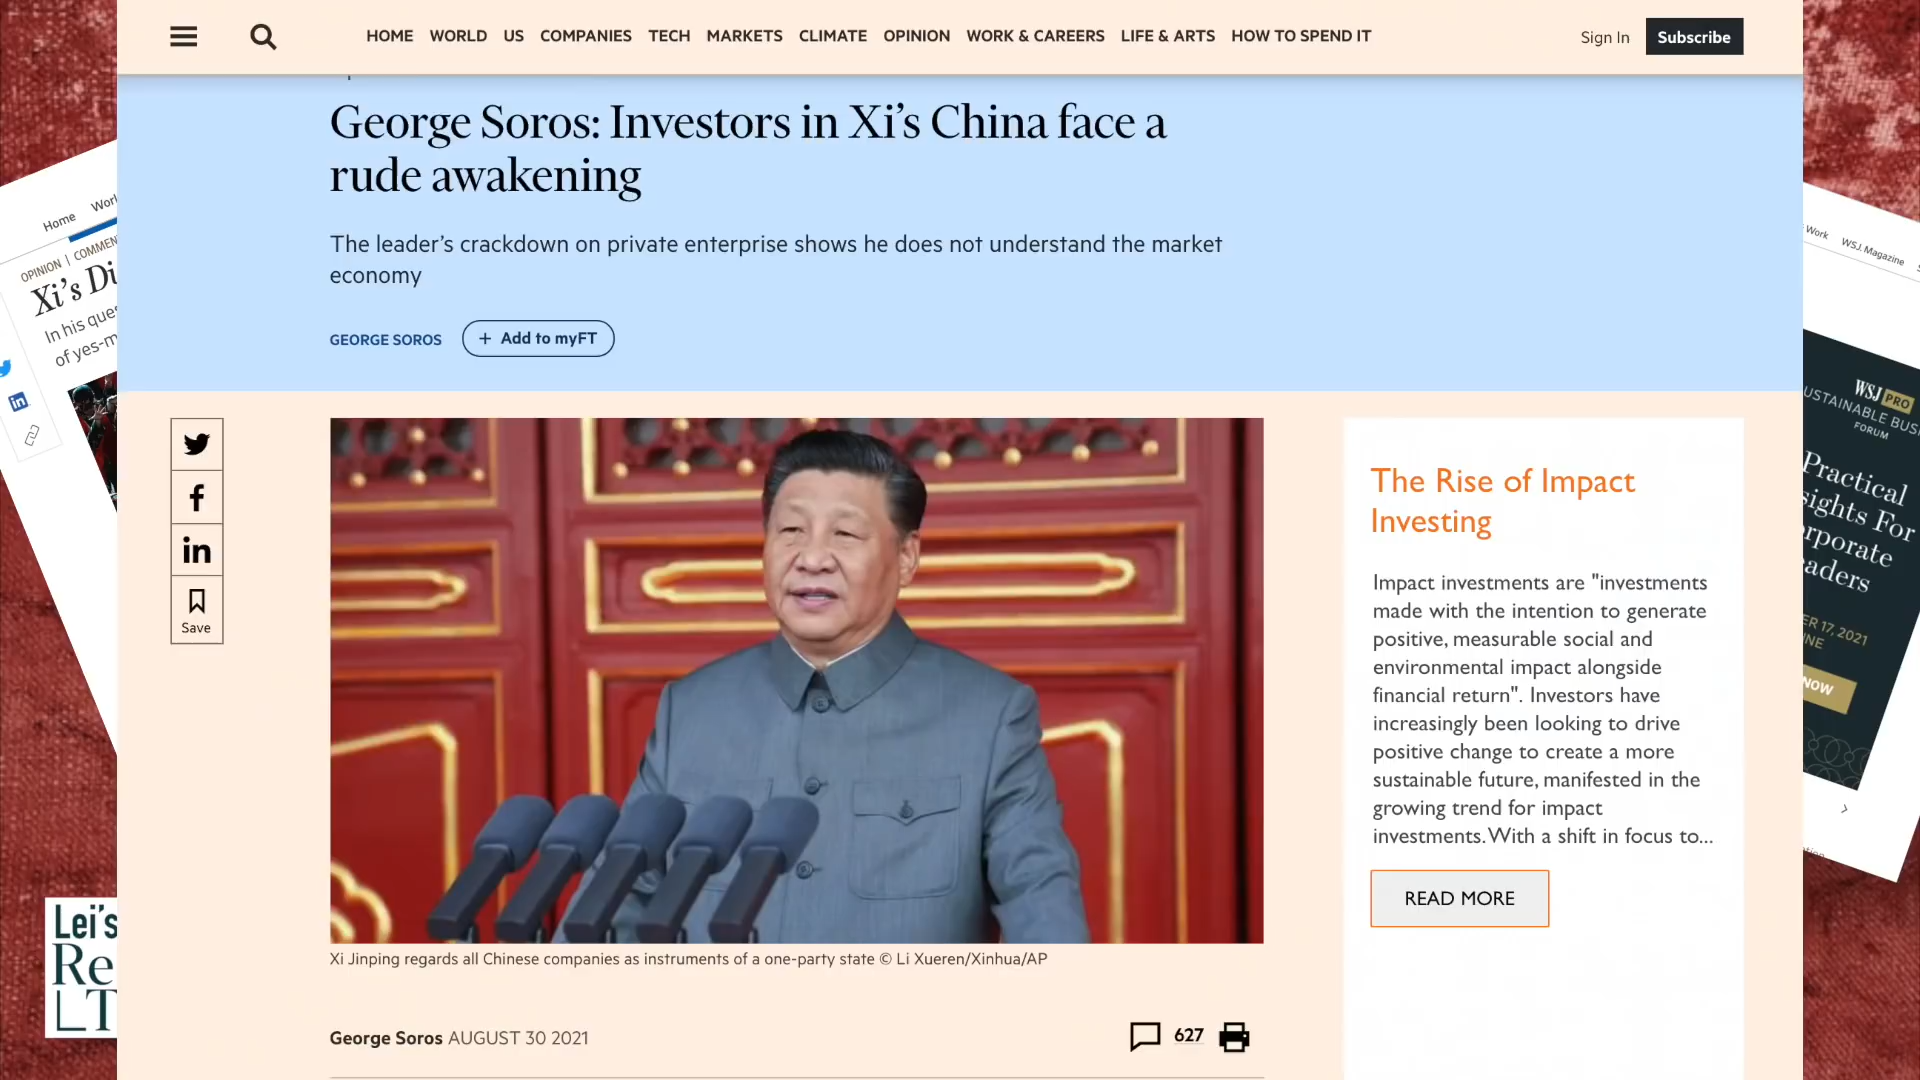 HOME WORLD US COMPANIES TECH MARKETS CLIMATE OPINION WORK & CAREERS LIFE & ARTS HOW TO SPEND IT
Sign In Subscribe
George Soros: Investors in Xi’s China face a
rude awakening
The leader’s crackdown on private enterprise shows he does not understand the market
economy
GEORGE SOROS
+ Add to myFT
Save
Xi Jinping regards all Chinese companies as instruments of a one-party state © Li Xueren/Xinhua/AP
George Soros AUGUST 30 2021
627
The Rise of Impact
Investing
Impact investments are "investments
made with the intention to generate
positive, measurable social and
environmental impact alongside
financial return". Investors have
increasingly been looking to drive
positive change to create a more
sustainable future, manifested in the
growing trend for impact
investments. With a shift in focus to...
READ MORE
Home
OPINION |
Xi’s
In his
of
Lei's
Work WSJ. Magazine
WSJ PRO
FORUM
Practical
For
17, 2021
NOW